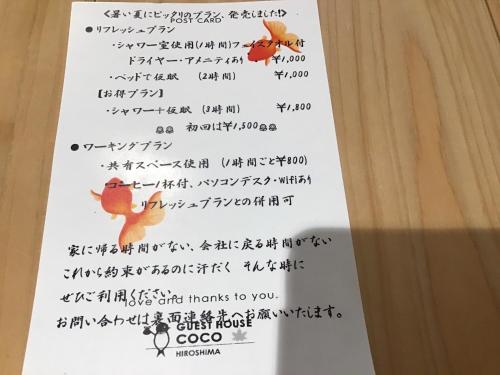 《暑い夏にピッタリのプラン、発売しました!》
POST CARD
● リフレッシュプラン
・シャワー室使用(1時間)フェイスタオル付
ドライヤー・アメニティあり ¥1,000
・ベッドで仮眠 (2時間) ¥1,000
【お得プラン】
・シャワー+仮眠 (3時間) ¥1,800
初回は¥1,500
● ワーキングプラン
・共有スペース使用 (1時間ごと¥800)
・コーヒー1杯付、パソコンデスク・Wifiあり
リフレッシュプランとの併用可
家に帰る時間がない、会社に戻る時間がない
これから約束があるのに汗だく そんな時に
ぜひご利用ください
love and thanks to you.
お問い合わせは裏面連絡先へお願いいたします。
GUEST HOUSE
COCO
HIROSHIMA